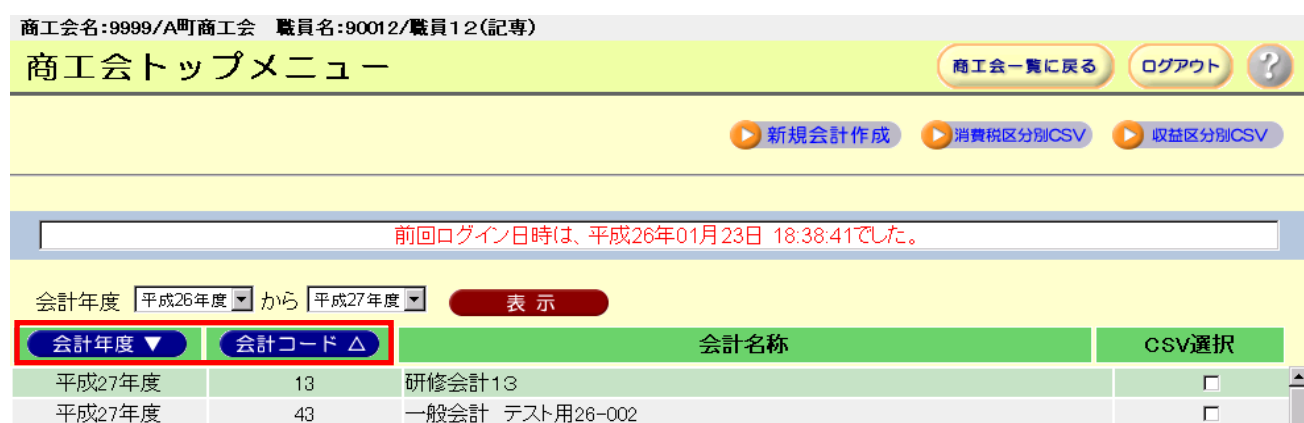 商工会名:9999/A町商工会　職員名:90012/職員12(記専)
商工会トップメニュー 商工会一覧に戻る ログアウト ?
新規会計作成 消費税区分別CSV 収益区分別CSV
前回ログイン日時は、平成26年01月23日 18:38:41でした。
会計年度 平成26年度 から 平成27年度 表示
会計年度 ▼ 会計コード △ 会計名称 CSV選択
平成27年度 13 研修会計13
平成27年度 43 一般会計　テスト用26-002